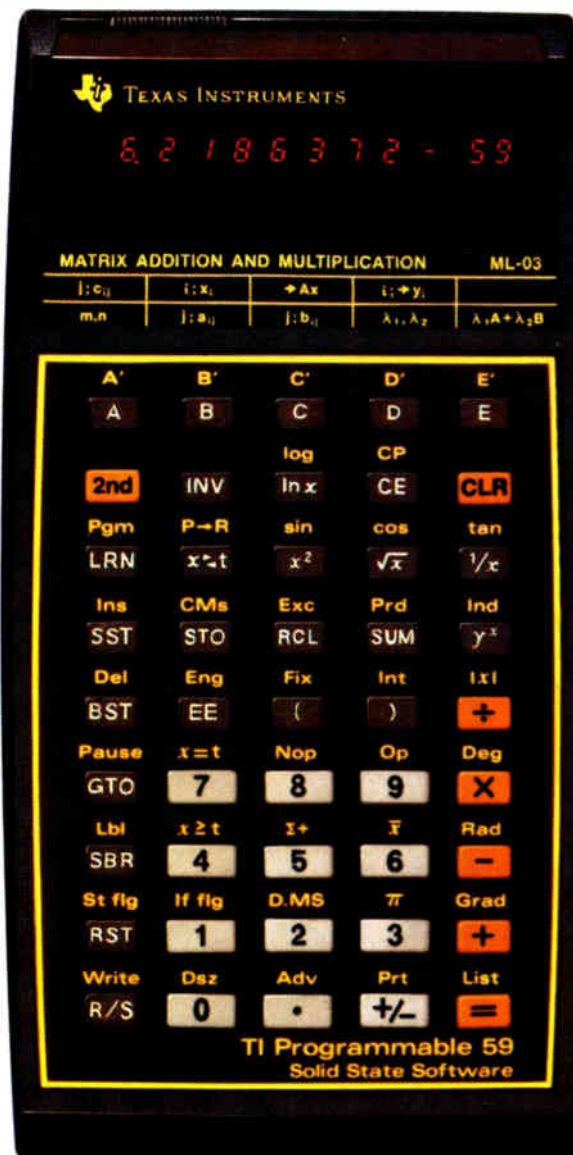 TEXAS INSTRUMENTS
6.2186372-59
MATRIX ADDITION AND MULTIPLICATION ML-03
j;cij i;xi →Ax i;→yi
m,n j;aij j;bij λ1,λ2 λ1A+λ2B
A' B' C' D' E'
A B C D E
log CP
2nd INV lnx CE CLR
Pgm P→R sin cos tan
LRN x⇄t x² √x 1/x
Ins CMs Exc Prd Ind
SST STO RCL SUM yˣ
Del Eng Fix Int |x|
BST EE ( ) ÷
Pause x=t Nop Op Deg
GTO 7 8 9 ×
Lbl x≥t Σ+ x̄ Rad
SBR 4 5 6 −
St flg If flg D.MS π Grad
RST 1 2 3 +
Write Dsz Adv Prt List
R/S 0 . +/− =
TI Programmable 59
Solid State Software